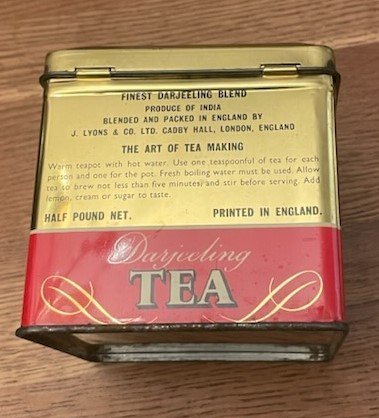 FINEST DARJEELING BLEND
PRODUCE OF INDIA
BLENDED AND PACKED IN ENGLAND BY
J. LYONS & CO. LTD. CADBY HALL, LONDON, ENGLAND
THE ART OF TEA MAKING
Warm teapot with hot water. Use one teaspoonful of tea for each
person and one for the pot. Fresh boiling water must be used. Allow
tea to brew not less than five minutes, and stir before serving. Add
lemon, cream or sugar to taste.
HALF POUND NET. PRINTED IN ENGLAND.
Darjeeling
TEA